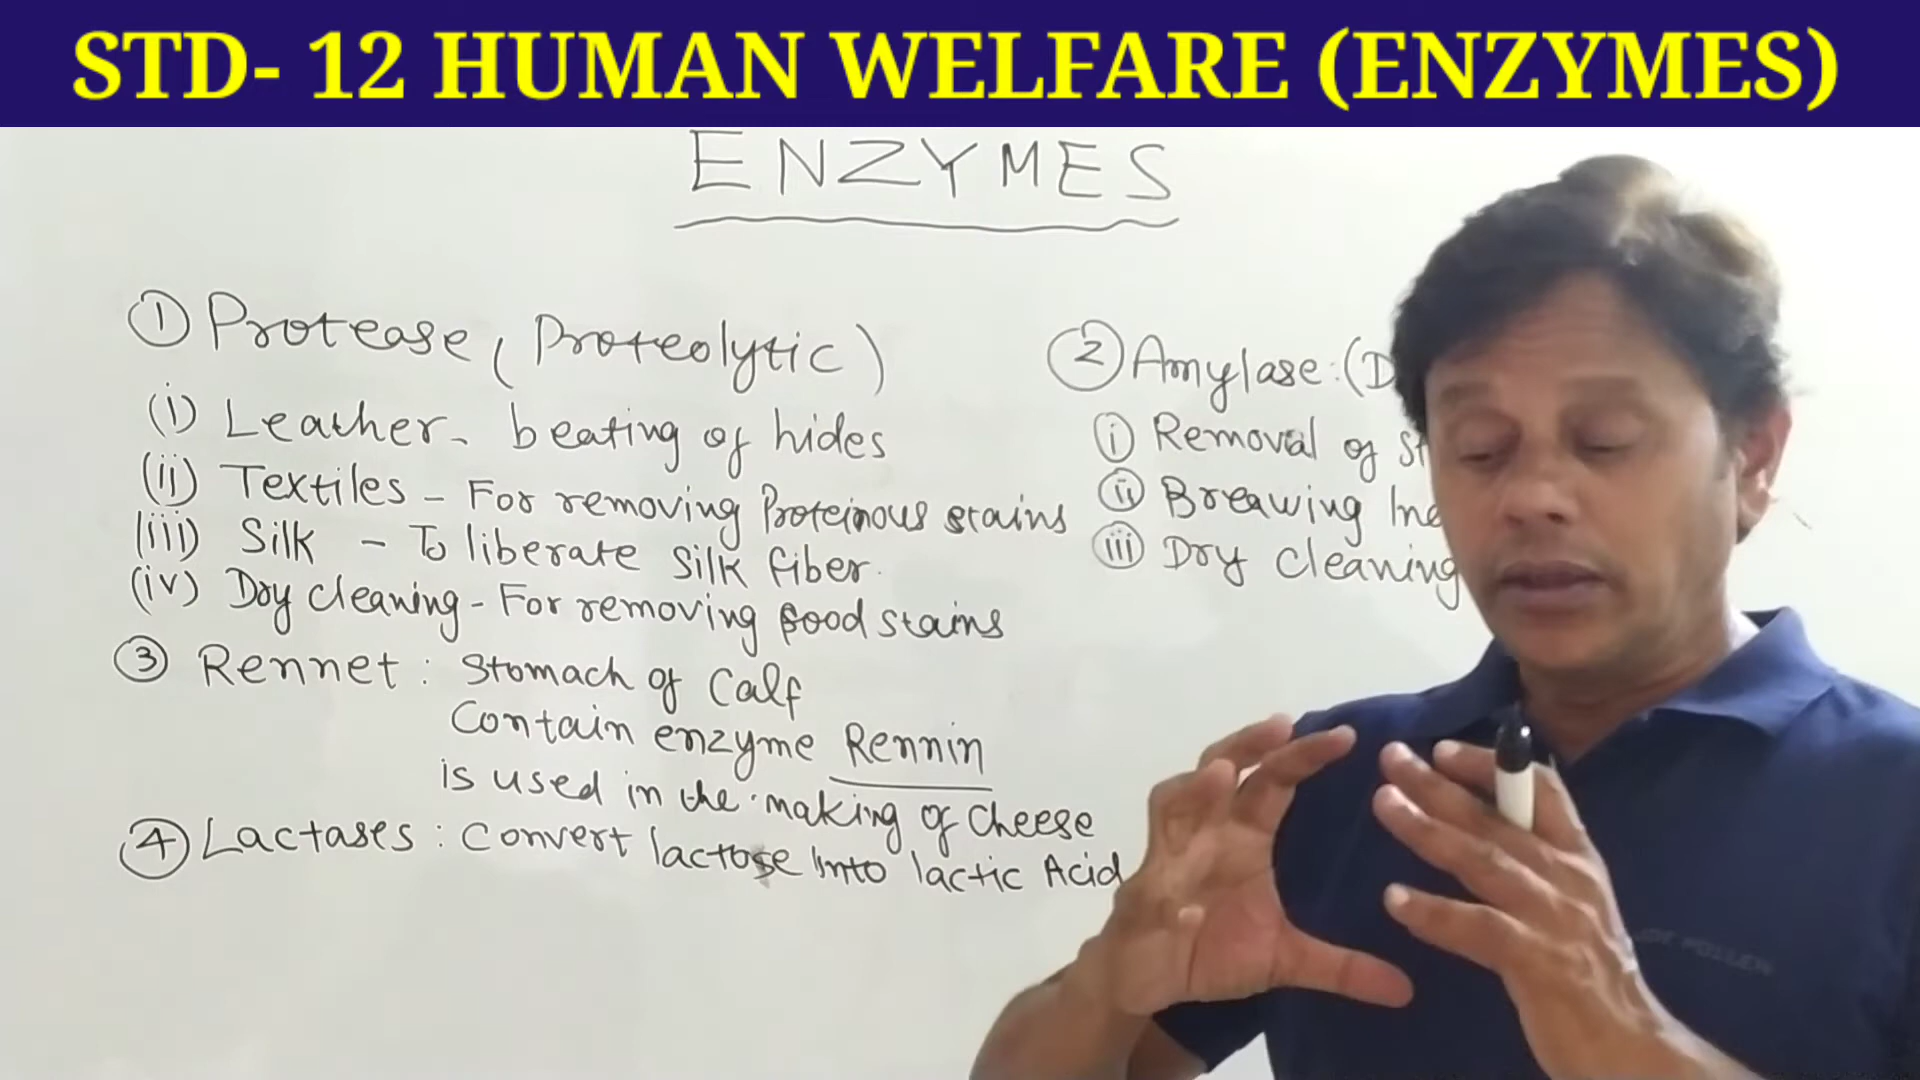 STD- 12 HUMAN WELFARE (ENZYMES)
ENZYMES
① Protease (Proteolytic)
(i) Leather - beating of hides
(ii) Textiles - For removing Proteinous stains
(iii) Silk - To liberate Silk fiber.
(iv) Dry cleaning - For removing food stains
② Amylase: (D
(i) Removal of St
(ii) Breawing Ind
(iii) Dry cleaning
③ Rennet: Stomach of Calf
Contain enzyme Rennin
is used in the making of Cheese
④ Lactases: Convert lactose into lactic Acid